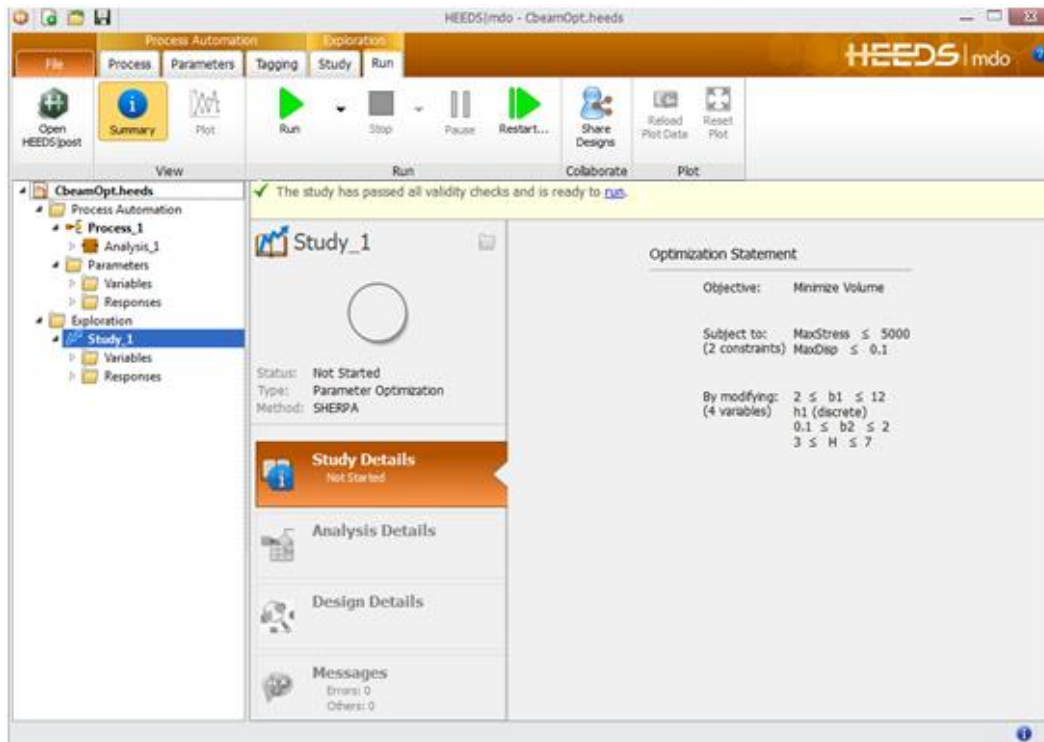 HEEDS|mdo - CbeamOpt.heeds
Process Automation
Exploration
File
Process
Parameters
Tagging
Study
Run
HEEDS|mdo
Open HEEDS|post
Summary
Plot
Run
Stop
Pause
Restart...
Share Designs
Reload Plot Data
Reset Plot
View
Run
Collaborate
Plot
CbeamOpt.heeds
Process Automation
Process_1
Analysis_1
Parameters
Variables
Responses
Exploration
Study_1
Variables
Responses
The study has passed all validity checks and is ready to run.
Study_1
Status: Not Started
Type: Parameter Optimization
Method: SHERPA
Study Details
Not Started
Analysis Details
Design Details
Messages
Errors: 0
Others: 0
Optimization Statement
Objective: Minimize Volume
Subject to: MaxStress ≤ 5000
(2 constraints) MaxDisp ≤ 0.1
By modifying: 2 ≤ b1 ≤ 12
(4 variables) h1 (discrete)
0.1 ≤ b2 ≤ 2
3 ≤ H ≤ 7